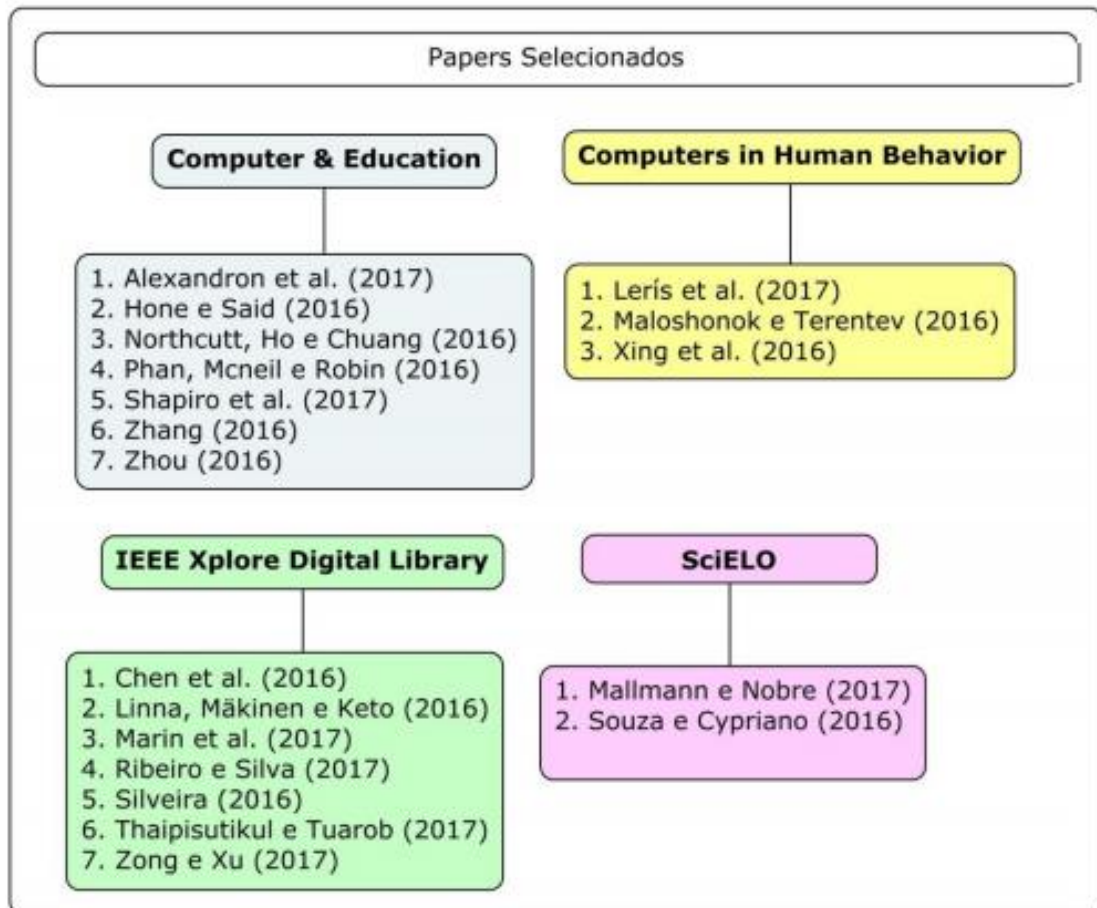 Papers Selecionados
Computer & Education
1. Alexandron et al. (2017)
2. Hone e Said (2016)
3. Northcutt, Ho e Chuang (2016)
4. Phan, Mcneil e Robin (2016)
5. Shapiro et al. (2017)
6. Zhang (2016)
7. Zhou (2016)
Computers in Human Behavior
1. Lerís et al. (2017)
2. Maloshonok e Terentev (2016)
3. Xing et al. (2016)
IEEE Xplore Digital Library
1. Chen et al. (2016)
2. Linna, Mäkinen e Keto (2016)
3. Marin et al. (2017)
4. Ribeiro e Silva (2017)
5. Silveira (2016)
6. Thaipisutikul e Tuarob (2017)
7. Zong e Xu (2017)
SciELO
1. Mallmann e Nobre (2017)
2. Souza e Cypriano (2016)